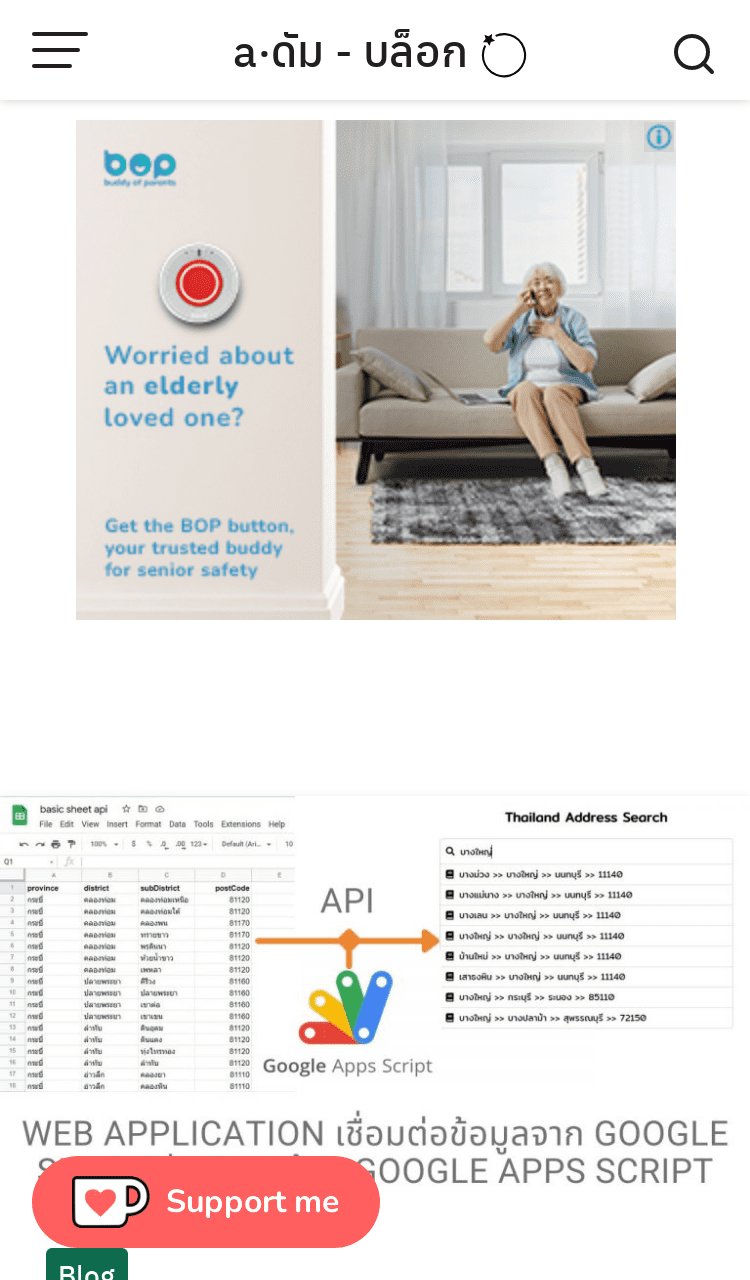 a·ดัม - บล็อก
bop
buddy of parents
Worried about
an elderly
loved one?
Get the BOP button,
your trusted buddy
for senior safety
basic sheet api
File Edit View Insert Format Data Tools Extensions Help
100% $ % .0 .00 123 Default (Ari...
10
Q1
fx
A B C D E
1 province district subDistrict postCode
2 กระบี่ คลองท่อม คลองท่อมเหนือ 81120
3 กระบี่ คลองท่อม คลองท่อมใต้ 81120
4 กระบี่ คลองท่อม คลองพน 81170
5 กระบี่ คลองท่อม ทรายขาว 81170
6 กระบี่ คลองท่อม พรุดินนา 81120
7 กระบี่ คลองท่อม ห้วยน้ำขาว 81120
8 กระบี่ คลองท่อม เพหลา 81120
9 กระบี่ ปลายพระยา คีรีวง 81160
10 กระบี่ ปลายพระยา ปลายพระยา 81160
11 กระบี่ ปลายพระยา เขาต่อ 81160
12 กระบี่ ปลายพระยา เขาเขน 81160
13 กระบี่ ลำทับ ดินอุดม 81120
14 กระบี่ ลำทับ ดินแดง 81120
15 กระบี่ ลำทับ ทุ่งไทรทอง 81120
16 กระบี่ ลำทับ ลำทับ 81120
17 กระบี่ อ่าวลึก คลองยา 81110
18 กระบี่ อ่าวลึก คลองหิน 81110
API
Google Apps Script
Thailand Address Search
บางใหญ่
บางม่วง >> บางใหญ่ >> นนทบุรี >> 11140
บางแม่นาง >> บางใหญ่ >> นนทบุรี >> 11140
บางเลน >> บางใหญ่ >> นนทบุรี >> 11140
บางใหญ่ >> บางใหญ่ >> นนทบุรี >> 11140
บ้านใหม่ >> บางใหญ่ >> นนทบุรี >> 11140
เสาธงหิน >> บางใหญ่ >> นนทบุรี >> 11140
บางใหญ่ >> กระบุรี >> ระนอง >> 85110
บางใหญ่ >> บางปลาม้า >> สุพรรณบุรี >> 72150
WEB APPLICATION เชื่อมต่อข้อมูลจาก GOOGLE
GOOGLE APPS SCRIPT
Support me
Blog